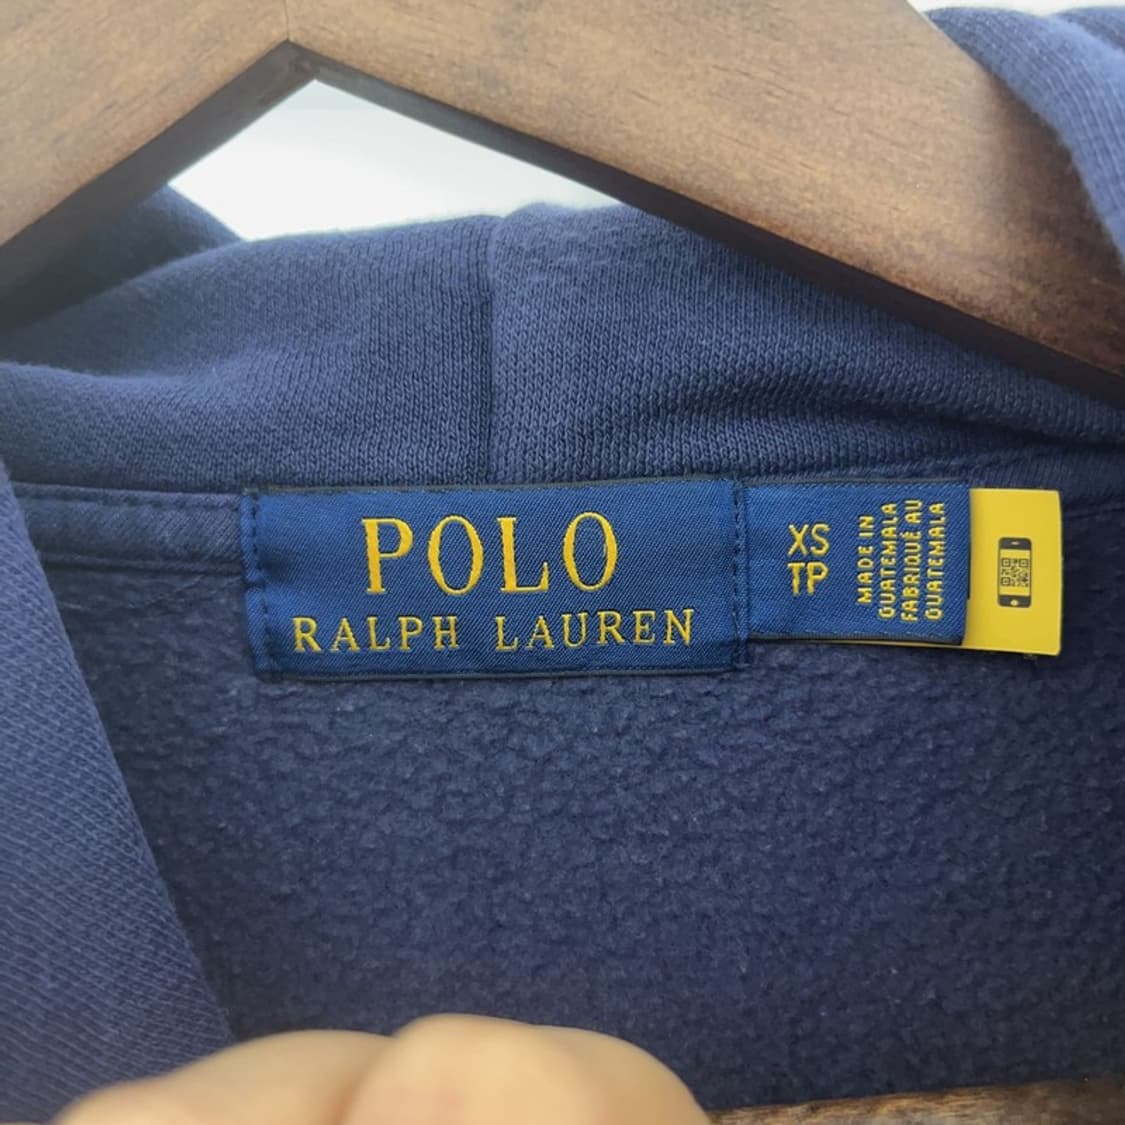 POLO
RALPH LAUREN
XS
TP
MADE IN
GUATEMALA
FABRIQUÉ AU
GUATEMALA